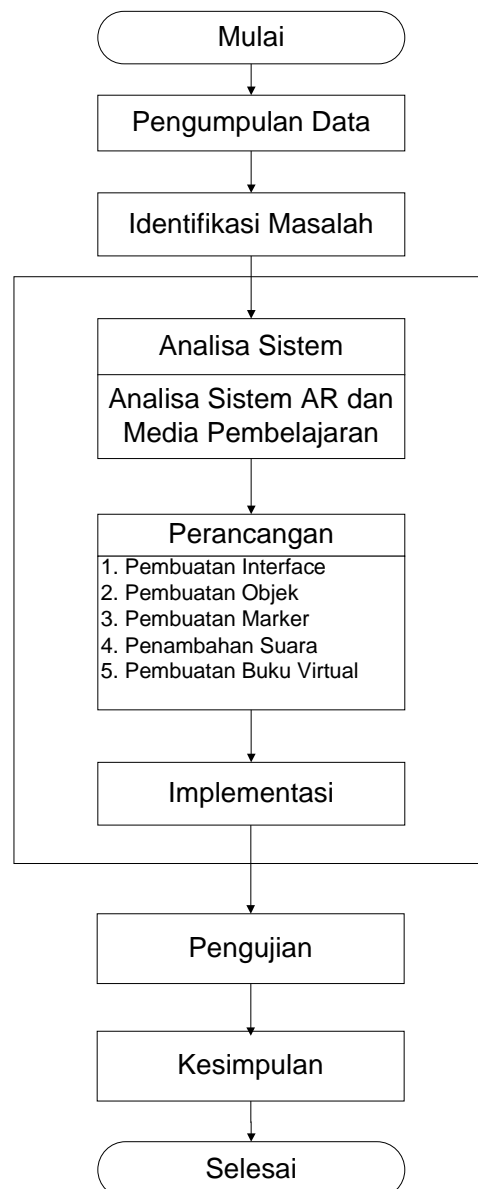 Mulai
Pengumpulan Data
Identifikasi Masalah
Analisa Sistem
Analisa Sistem AR dan
Media Pembelajaran
Perancangan
1. Pembuatan Interface
2. Pembuatan Objek
3. Pembuatan Marker
4. Penambahan Suara
5. Pembuatan Buku Virtual
Implementasi
Pengujian
Kesimpulan
Selesai